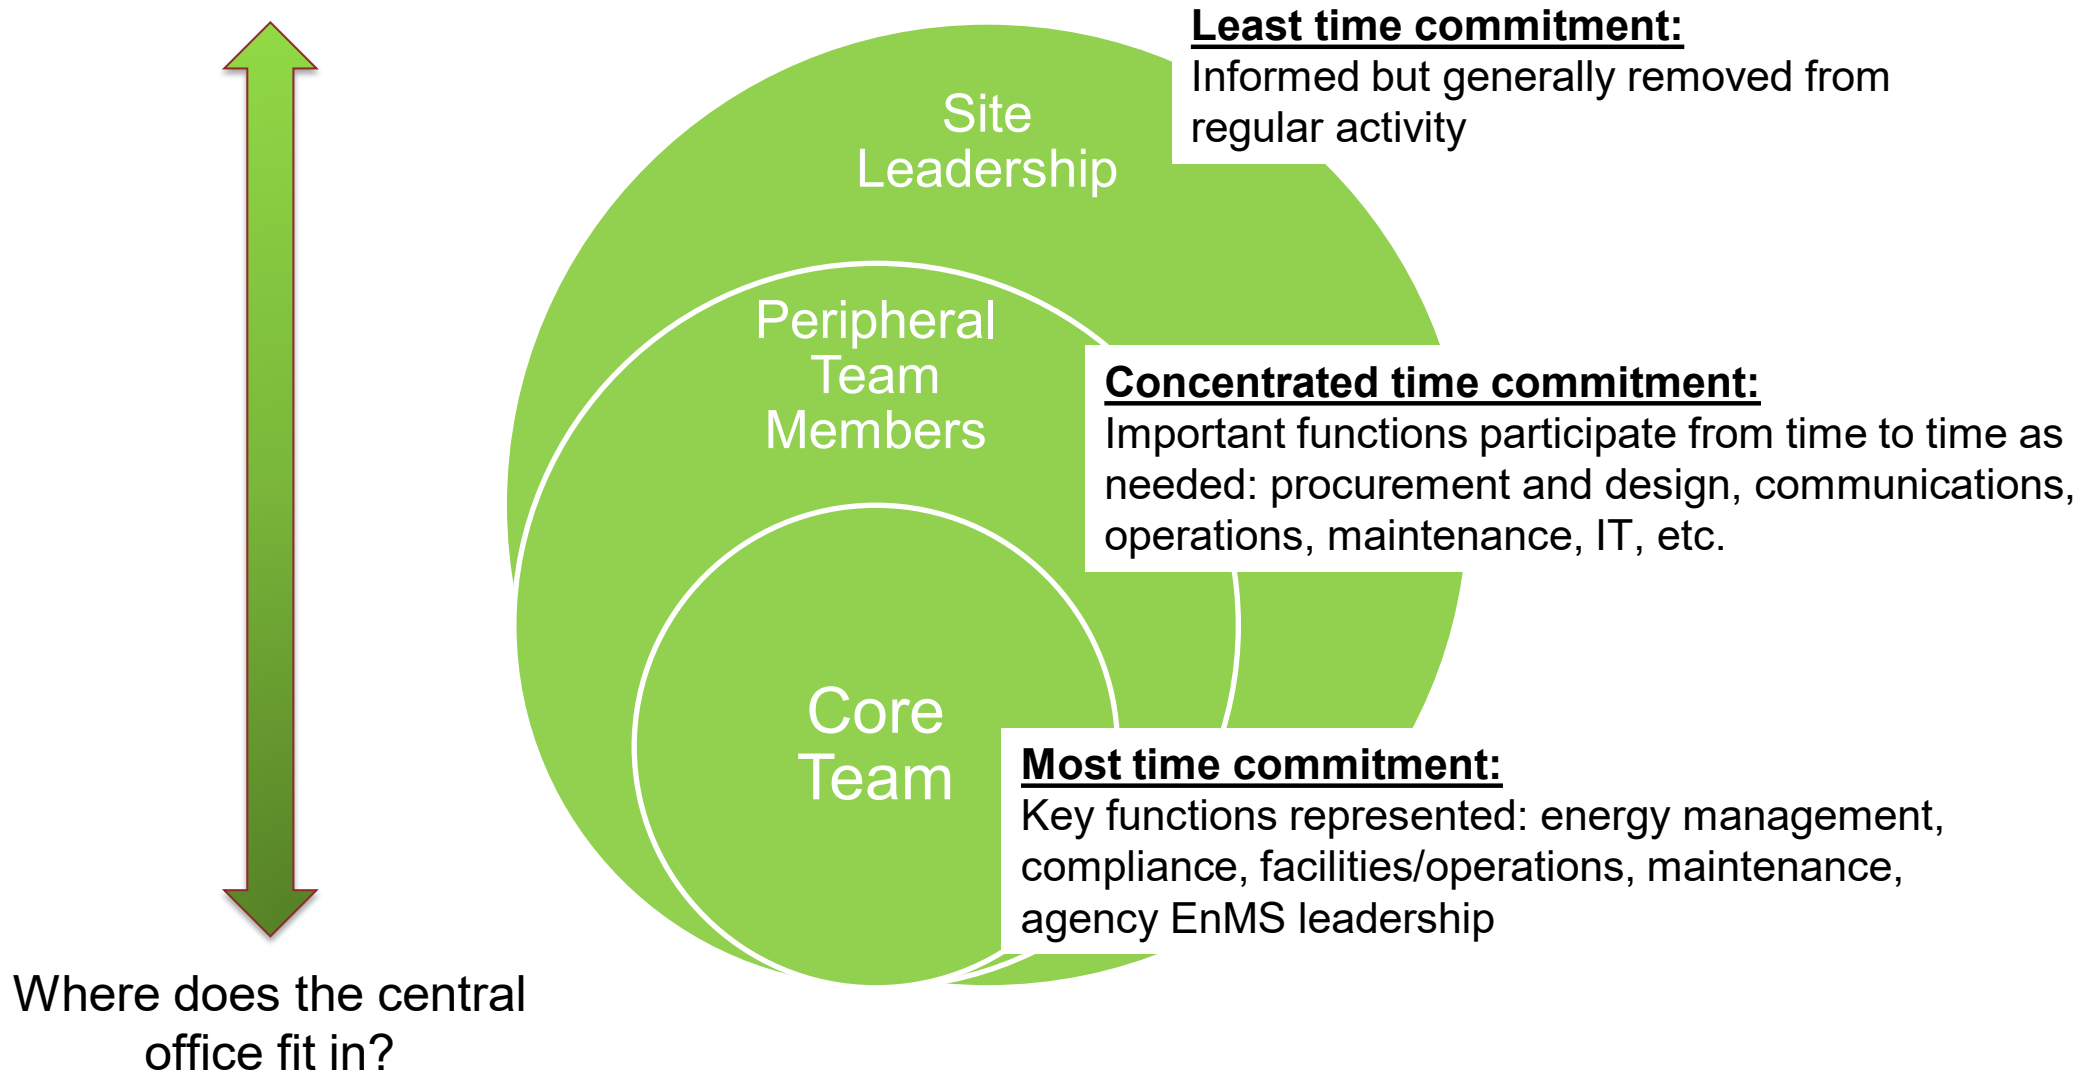 Least time commitment:
Informed but generally removed from
regular activity
Site
Leadership
Peripheral
Team
Members
Concentrated time commitment:
Important functions participate from time to time as
needed: procurement and design, communications,
operations, maintenance, IT, etc.
Core
Team
Most time commitment:
Key functions represented: energy management,
compliance, facilities/operations, maintenance,
agency EnMS leadership
Where does the central
office fit in?